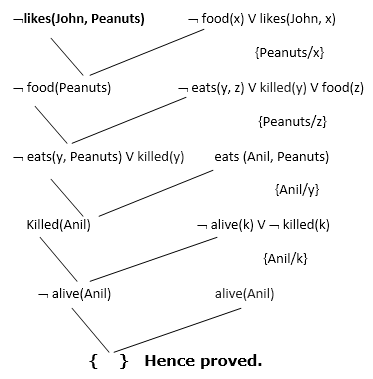 ¬likes(John, Peanuts) ¬ food(x) V likes(John, x)
{Peanuts/x}
¬ food(Peanuts) ¬ eats(y, z) V killed(y) V food(z)
{Peanuts/z}
¬ eats(y, Peanuts) V killed(y) eats (Anil, Peanuts)
{Anil/y}
Killed(Anil) ¬ alive(k) V ¬ killed(k)
{Anil/k}
¬ alive(Anil) alive(Anil)
{ } Hence proved.